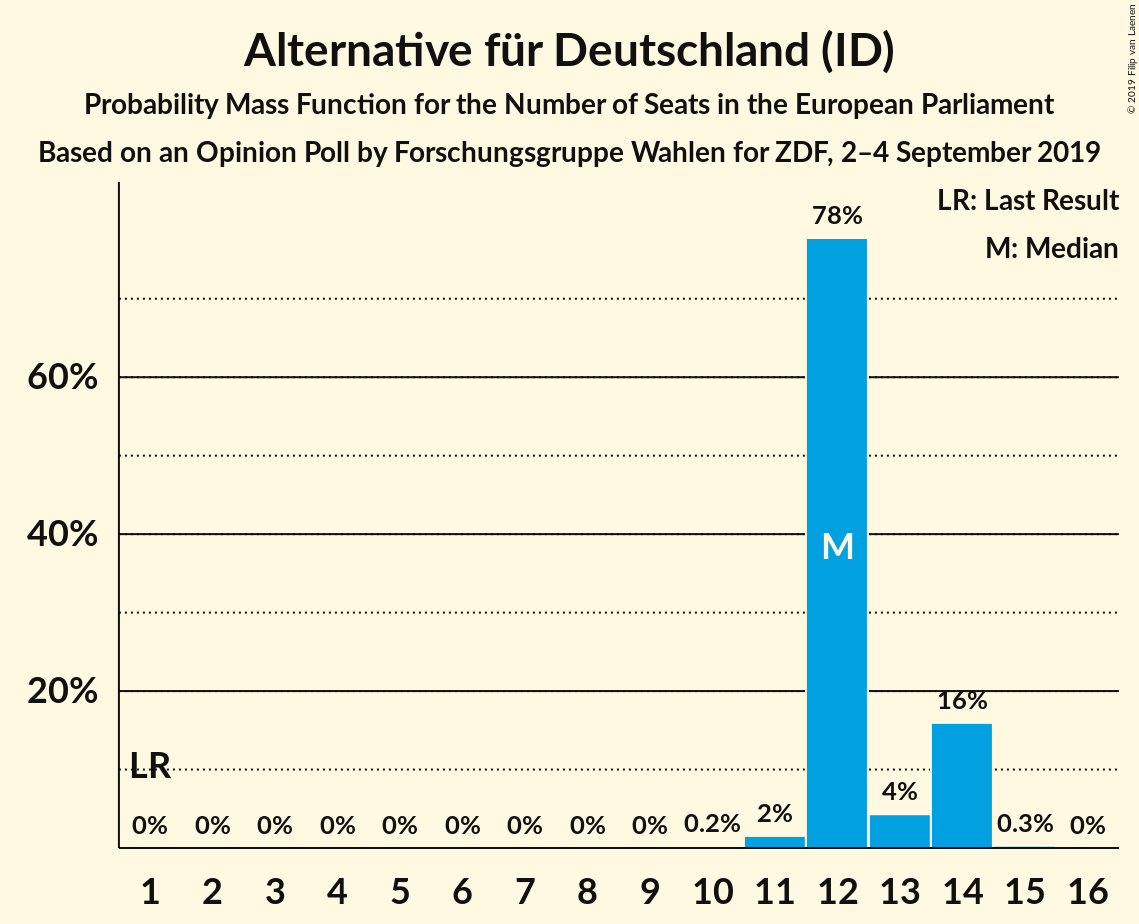 Alternative für Deutschland (ID)
Probability Mass Function for the Number of Seats in the European Parliament
Based on an Opinion Poll by Forschungsgruppe Wahlen for ZDF, 2–4 September 2019
© 2019 Filip van Laenen
LR: Last Result
M: Median
78%
60%
40%
M
20%
16%
LR
4%
2%
0% 0% 0% 0% 0% 0% 0% 0% 0% 0.2% 0.3% 0%
1 2 3 4 5 6 7 8 9 10 11 12 13 14 15 16